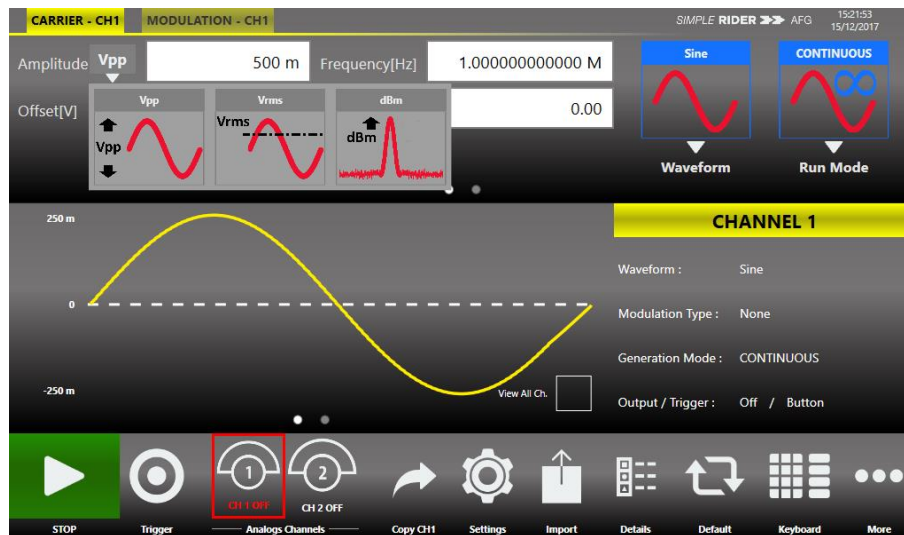 CARRIER - CH1
MODULATION - CH1
SIMPLE RIDER AFG
15:21:53
15/12/2017
Amplitude Vpp 500 m Frequency[Hz] 1.000000000000 M
Offset[V] 0.00
Vpp
Vpp
Vrms
Vrms
dBm
dBm
Sine
Waveform
CONTINUOUS
Run Mode
250 m
0
-250 m
View All Ch.
CHANNEL 1
Waveform : Sine
Modulation Type : None
Generation Mode : CONTINUOUS
Output / Trigger : Off / Button
1
CH 1 OFF
2
CH 2 OFF
STOP
Trigger
Analogs Channels
Copy CH1
Settings
Import
Details
Default
Keyboard
More